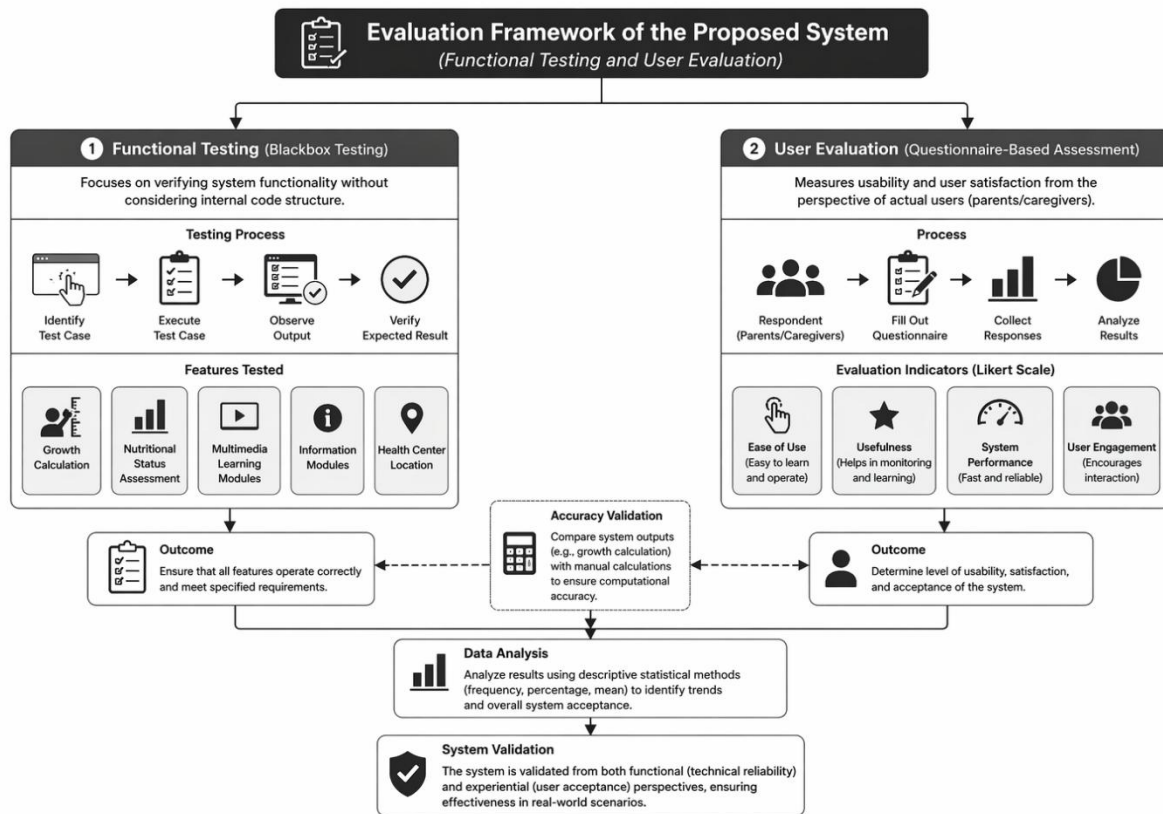 Evaluation Framework of the Proposed System
(Functional Testing and User Evaluation)
1 Functional Testing (Blackbox Testing)
Focuses on verifying system functionality without
considering internal code structure.
Testing Process
Identify
Test Case
Execute
Test Case
Observe
Output
Verify
Expected Result
Features Tested
Growth
Calculation
Nutritional
Status
Assessment
Multimedia
Learning
Modules
Information
Modules
Health Center
Location
2 User Evaluation (Questionnaire-Based Assessment)
Measures usability and user satisfaction from the
perspective of actual users (parents/caregivers).
Process
Respondent
(Parents/Caregivers)
Fill Out
Questionnaire
Collect
Responses
Analyze
Results
Evaluation Indicators (Likert Scale)
Ease of Use
(Easy to learn
and operate)
Usefulness
(Helps in monitoring
and learning)
System
Performance
(Fast and reliable)
User Engagement
(Encourages
interaction)
Outcome
Ensure that all features operate correctly
and meet specified requirements.
Accuracy Validation
Compare system outputs
(e.g., growth calculation)
with manual calculations
to ensure computational
accuracy.
Outcome
Determine level of usability, satisfaction,
and acceptance of the system.
Data Analysis
Analyze results using descriptive statistical methods
(frequency, percentage, mean) to identify trends
and overall system acceptance.
System Validation
The system is validated from both functional (technical reliability)
and experiential (user acceptance) perspectives, ensuring
effectiveness in real-world scenarios.